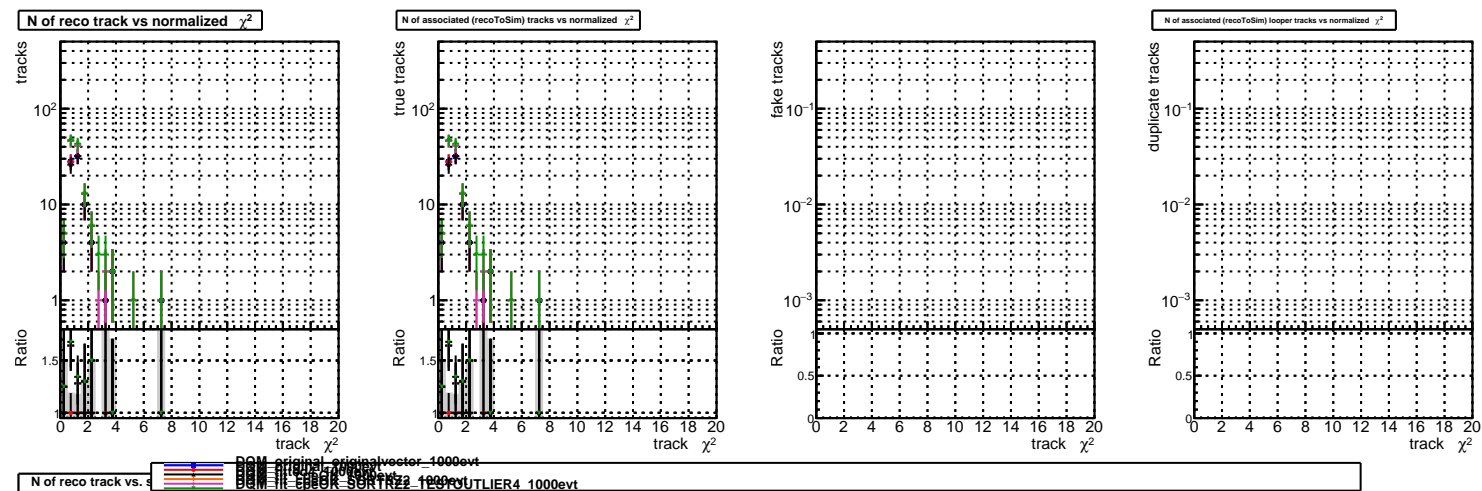 N of reco track vs normalized χ²
N of associated (recoToSim) tracks vs normalized χ²
N of associated (recoToSim) looper tracks vs normalized χ²
tracks
10²
10
1
Ratio
1.5
1
0 2 4 6 8 10 12 14 16 18 20
track χ²
true tracks
10²
10
1
Ratio
1.5
1
0 2 4 6 8 10 12 14 16 18 20
track χ²
fake tracks
10⁻¹
10⁻²
10⁻³
Ratio
1
0.5
0
0 2 4 6 8 10 12 14 16 18 20
track χ²
duplicate tracks
10⁻¹
10⁻²
10⁻³
Ratio
1
0.5
0
0 2 4 6 8 10 12 14 16 18 20
track χ²
DQM_original_originalvector_1000evt
DQM_original_1000evt
DQM_fit_cpeOR_SORTRZ2_TESTOUTLIER4_1000evt
N of reco track vs.